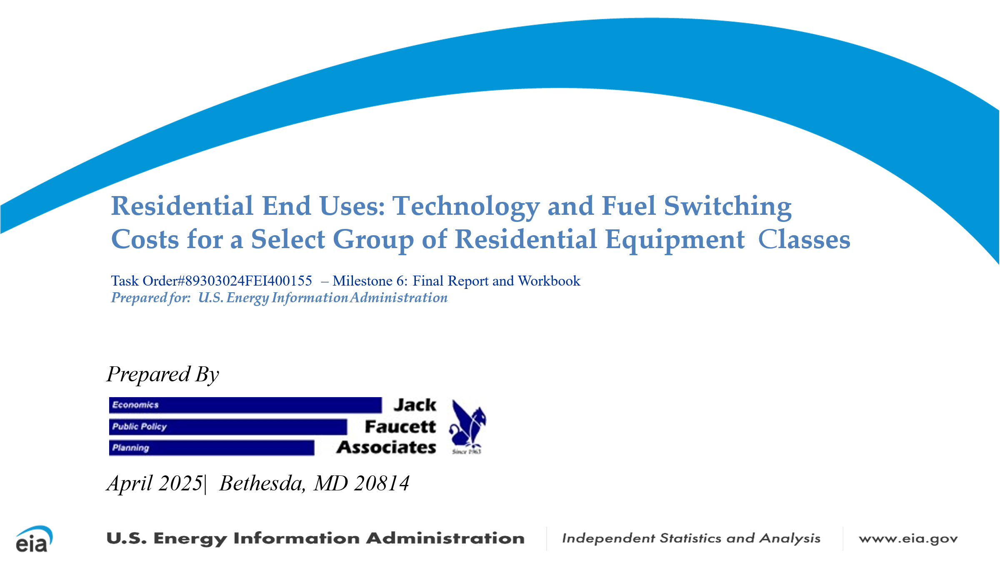 Residential End Uses: Technology and Fuel Switching
Costs for a Select Group of Residential Equipment Classes
Task Order#89303024FEI400155 – Milestone 6: Final Report and Workbook
Prepared for: U.S. Energy Information Administration
Prepared By
Economics
Jack
Public Policy
Faucett
Planning
Associates
Since 1963
April 2025| Bethesda, MD 20814
eia
U.S. Energy Information Administration
Independent Statistics and Analysis
www.eia.gov